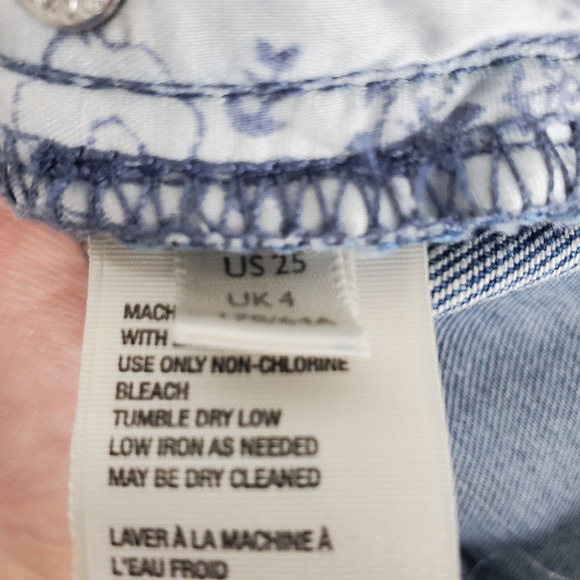 US 25
UK 4
MACH
WITH
USE ONLY NON-CHLORINE
BLEACH
TUMBLE DRY LOW
LOW IRON AS NEEDED
MAY BE DRY CLEANED
LAVER À LA MACHINE À
L'EAU FROID